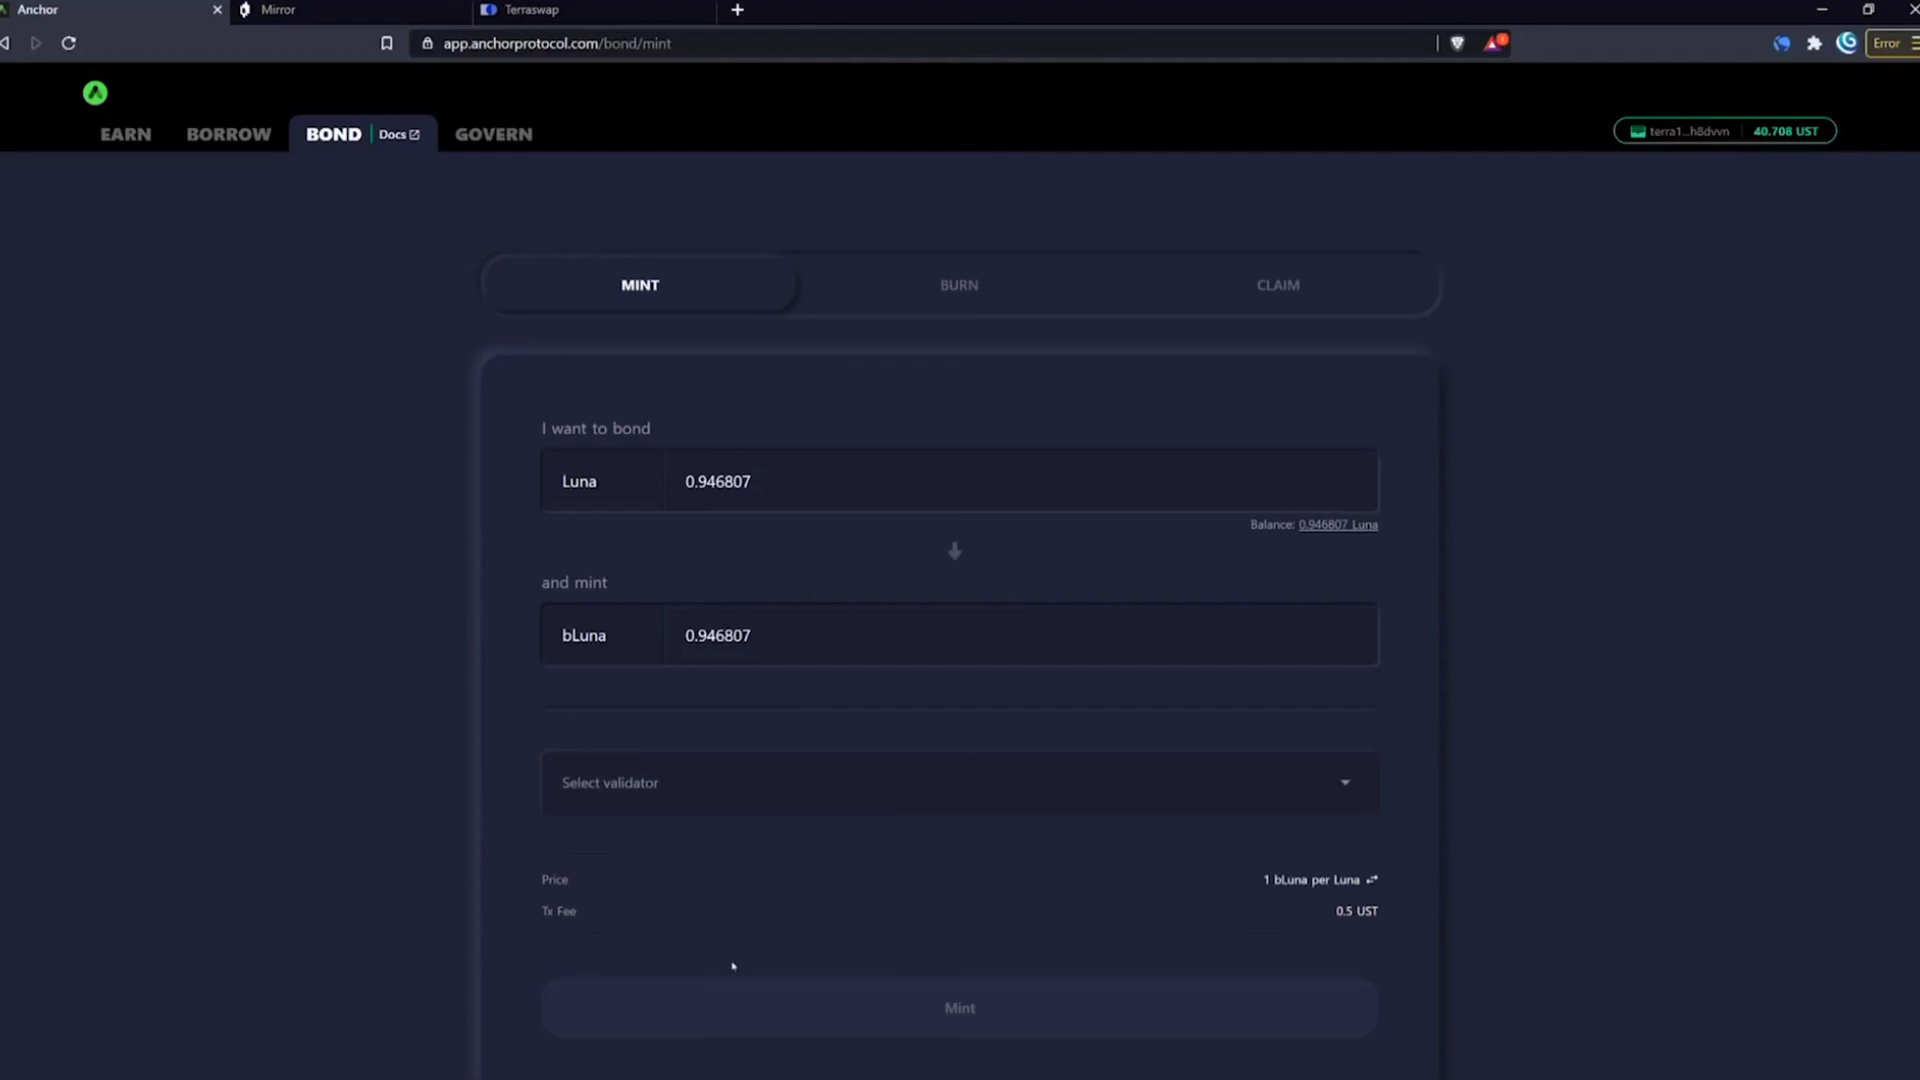 Anchor
Mirror
Terraswap
app.anchorprotocol.com/bond/mint
1
Error
EARN
BORROW
BOND
Docs
GOVERN
terra1...h8dvvn
40.708 UST
MINT
BURN
CLAIM
I want to bond
Luna
0.946807
Balance: 0.946807 Luna
and mint
bLuna
0.946807
Select validator
Price
1 bLuna per Luna
Tx Fee
0.5 UST
Mint